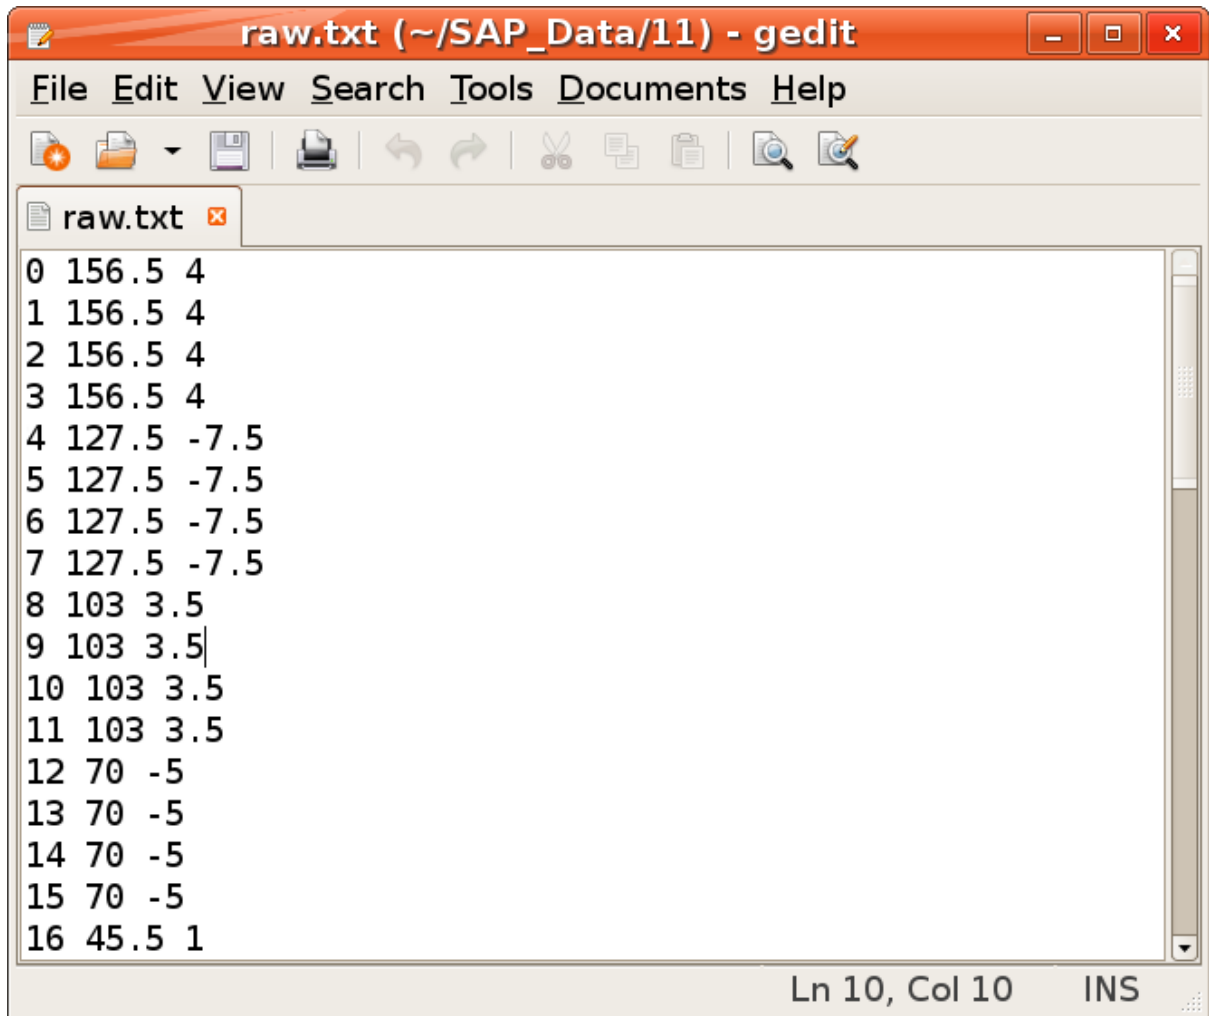 raw.txt (~/SAP_Data/11) - gedit
File Edit View Search Tools Documents Help
raw.txt
0 156.5 4
1 156.5 4
2 156.5 4
3 156.5 4
4 127.5 -7.5
5 127.5 -7.5
6 127.5 -7.5
7 127.5 -7.5
8 103 3.5
9 103 3.5
10 103 3.5
11 103 3.5
12 70 -5
13 70 -5
14 70 -5
15 70 -5
16 45.5 1
Ln 10, Col 10 INS